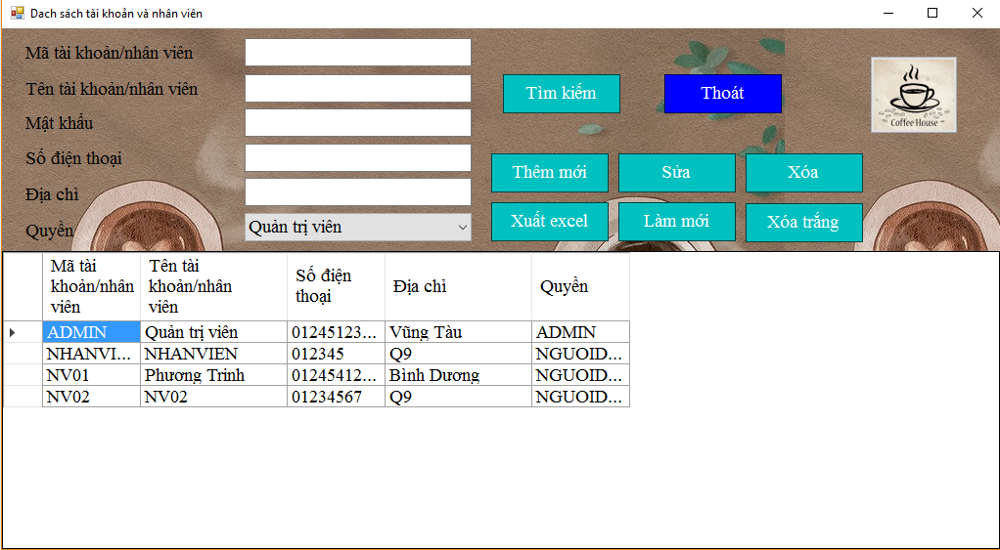 Dach sách tài khoản và nhân viên
Mã tài khoản/nhân viên
Tên tài khoản/nhân viên
Mật khẩu
Số điện thoại
Địa chỉ
Quyền
Quản trị viên
Tìm kiếm
Thoát
Thêm mới
Sửa
Xóa
Xuất excel
Làm mới
Xóa trắng
Coffee House
Mã tài khoản/nhân viên
Tên tài khoản/nhân viên
Số điện thoại
Địa chỉ
Quyền
ADMIN Quản trị viên 01245123... Vũng Tàu ADMIN
NHANVI... NHANVIEN 012345 Q9 NGUOID...
NV01 Phương Trinh 01245412... Bình Dương NGUOID...
NV02 NV02 01234567 Q9 NGUOID...